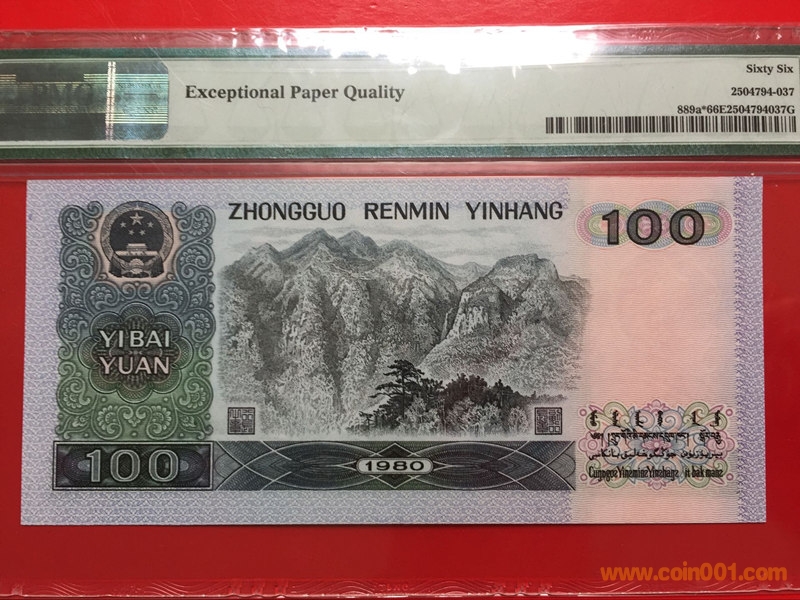 PMG
Exceptional Paper Quality
Sixty Six
2504794-037
889a*66E2504794037G
ZHONGGUO RENMIN YINHANG
100
YIBAI
YUAN
100
1980
www.coin001.com